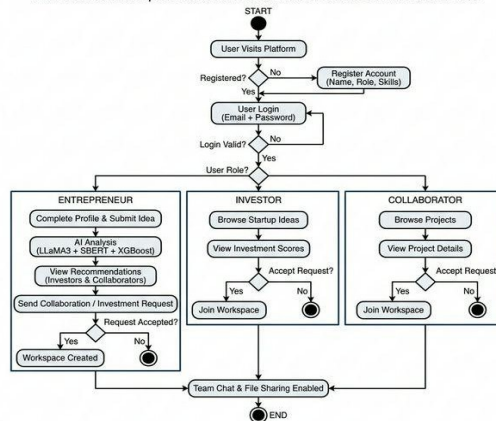 START
User Visits Platform
Registered?
No
Register Account
(Name, Role, Skills)
Yes
User Login
(Email + Password)
Login Valid?
No
Yes
User Role?
ENTREPRENEUR
Complete Profile & Submit Idea
AI Analysis
(LLaMA3 + SBERT + XGBoost)
View Recommendations
(Investors & Collaborators)
Send Collaboration / Investment Request
Request Accepted?
Yes
No
Workspace Created
INVESTOR
Browse Startup Ideas
View Investment Scores
Accept Request?
Yes
No
Join Workspace
COLLABORATOR
Browse Projects
View Project Details
Accept Request?
Yes
No
Join Workspace
Team Chat & File Sharing Enabled
END